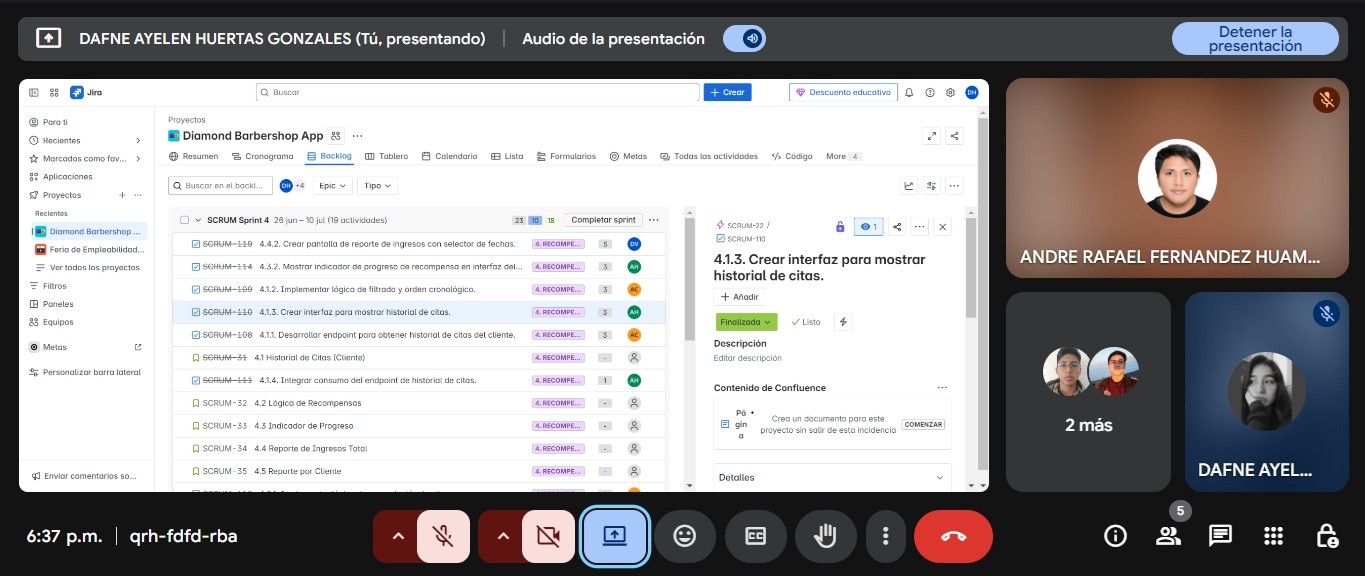 DAFNE AYELEN HUERTAS GONZALES (Tú, presentando)
Audio de la presentación
Detener la
presentación
Jira
Buscar
Crear
Descuento educativo
DH
Para ti
Recientes
Marcados como fav...
Aplicaciones
Proyectos
Recientes
Diamond Barbershop ...
Feria de Empleabilidad...
Ver todos los proyectos
Filtros
Paneles
Equipos
Metas
Personalizar barra lateral
Enviar comentarios so...
Proyectos
Diamond Barbershop App
Resumen Cronograma Backlog Tablero Calendario Lista Formularios Metas Todas las actividades Código More 4
Buscar en el backl... DH +4 Epic Tipo
SCRUM Sprint 4 26 jun – 10 jul (19 actividades) 23 10 18 Completar sprint
SCRUM-119 4.4.2. Crear pantalla de reporte de ingresos con selector de fechas. 4. RECOMPE... 5 DV
SCRUM-114 4.3.2. Mostrar indicador de progreso de recompensa en interfaz del... 4. RECOMPE... 3 AH
SCRUM-109 4.1.2. Implementar lógica de filtrado y orden cronológico. 4. RECOMPE... 3 AC
SCRUM-110 4.1.3. Crear interfaz para mostrar historial de citas. 4. RECOMPE... 3 AH
SCRUM-108 4.1.1. Desarrollar endpoint para obtener historial de citas del cliente. 4. RECOMPE... 3 AC
SCRUM-31 4.1 Historial de Citas (Cliente) 4. RECOMPE... -
SCRUM-111 4.1.4. Integrar consumo del endpoint de historial de citas. 4. RECOMPE... 1 AH
SCRUM-32 4.2 Lógica de Recompensas 4. RECOMPE... -
SCRUM-33 4.3 Indicador de Progreso 4. RECOMPE... -
SCRUM-34 4.4 Reporte de Ingresos Total 4. RECOMPE... -
SCRUM-35 4.5 Reporte por Cliente 4. RECOMPE... -
SCRUM-22 /
SCRUM-110
1
4.1.3. Crear interfaz para mostrar
historial de citas.
Añadir
Finalizada Listo
Descripción
Editar descripción
Contenido de Confluence
Pá
gin
a
Crea un documento para este
proyecto sin salir de esta incidencia
COMENZAR
Detalles
ANDRE RAFAEL FERNANDEZ HUAM...
2 más
DAFNE AYEL...
6:37 p.m. qrh-fdfd-rba
5